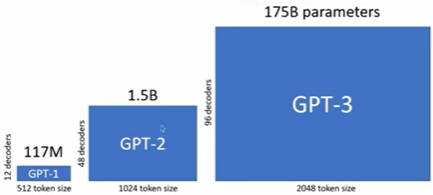 117M
12 decoders
GPT-1
512 token size
1.5B
48 decoders
GPT-2
1024 token size
175B parameters
96 decoders
GPT-3
2048 token size